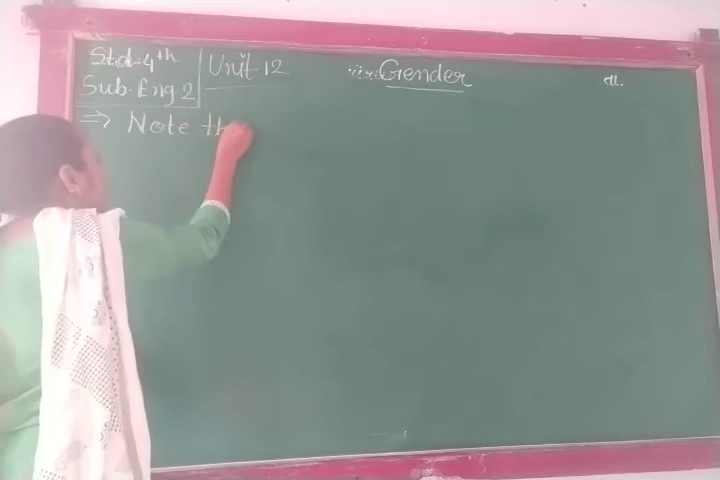 Std-4th
Sub. Eng 2
Unit 12
Gender
⇒ Note th